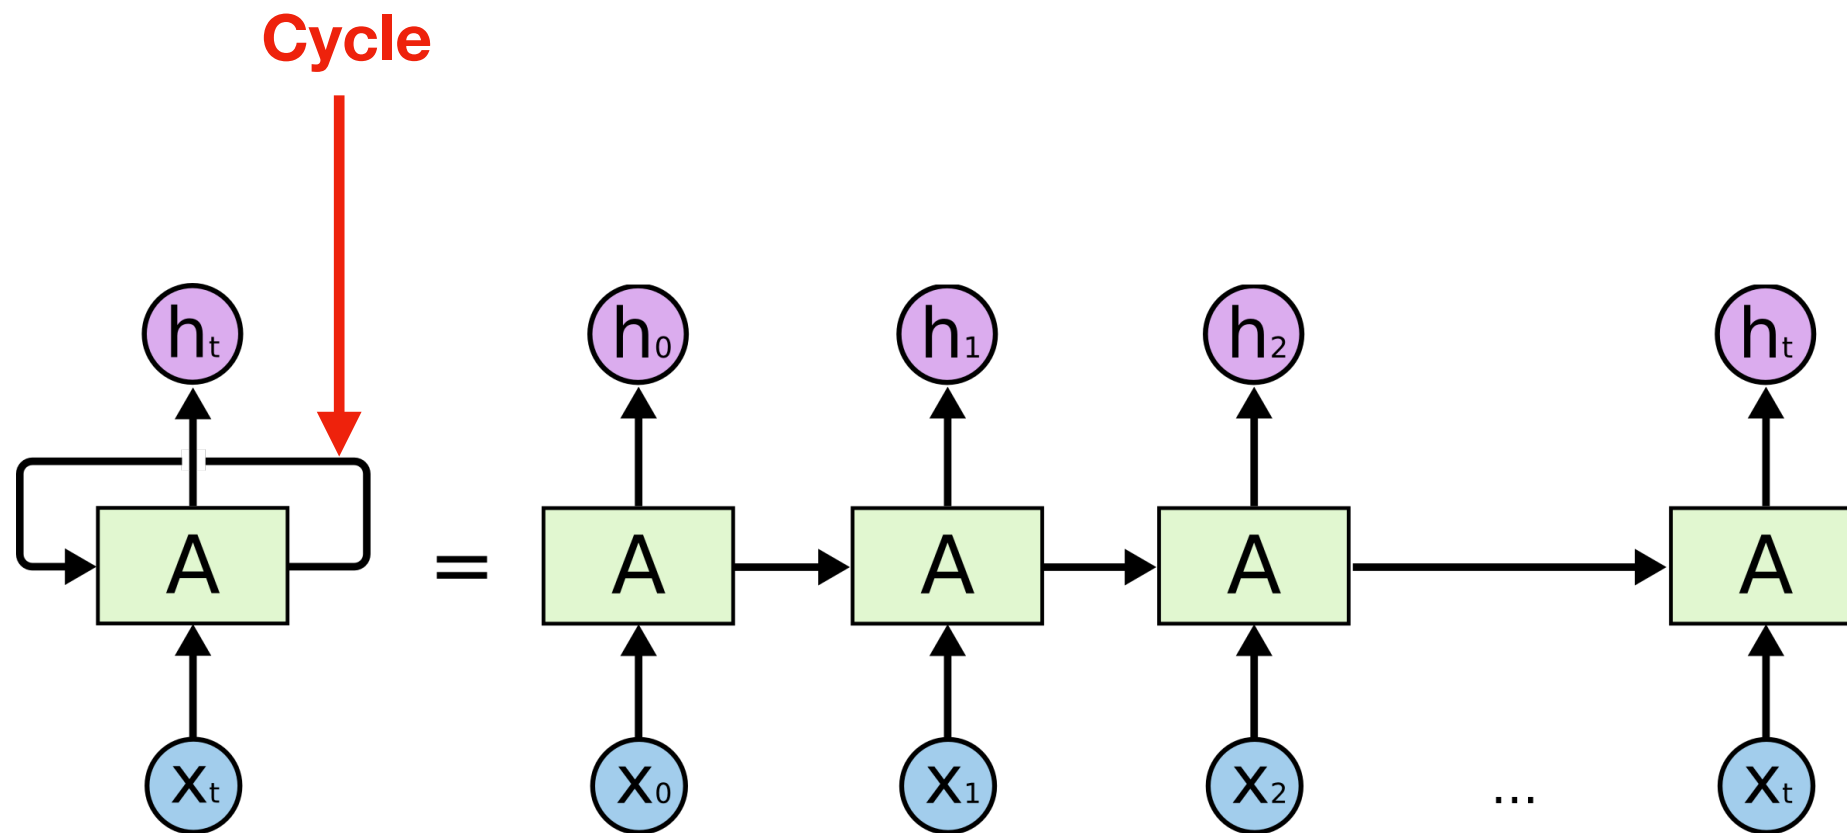 Cycle
hₜ h₀ h₁ h₂ hₜ
A = A A A A
xₜ x₀ x₁ x₂ ... xₜ